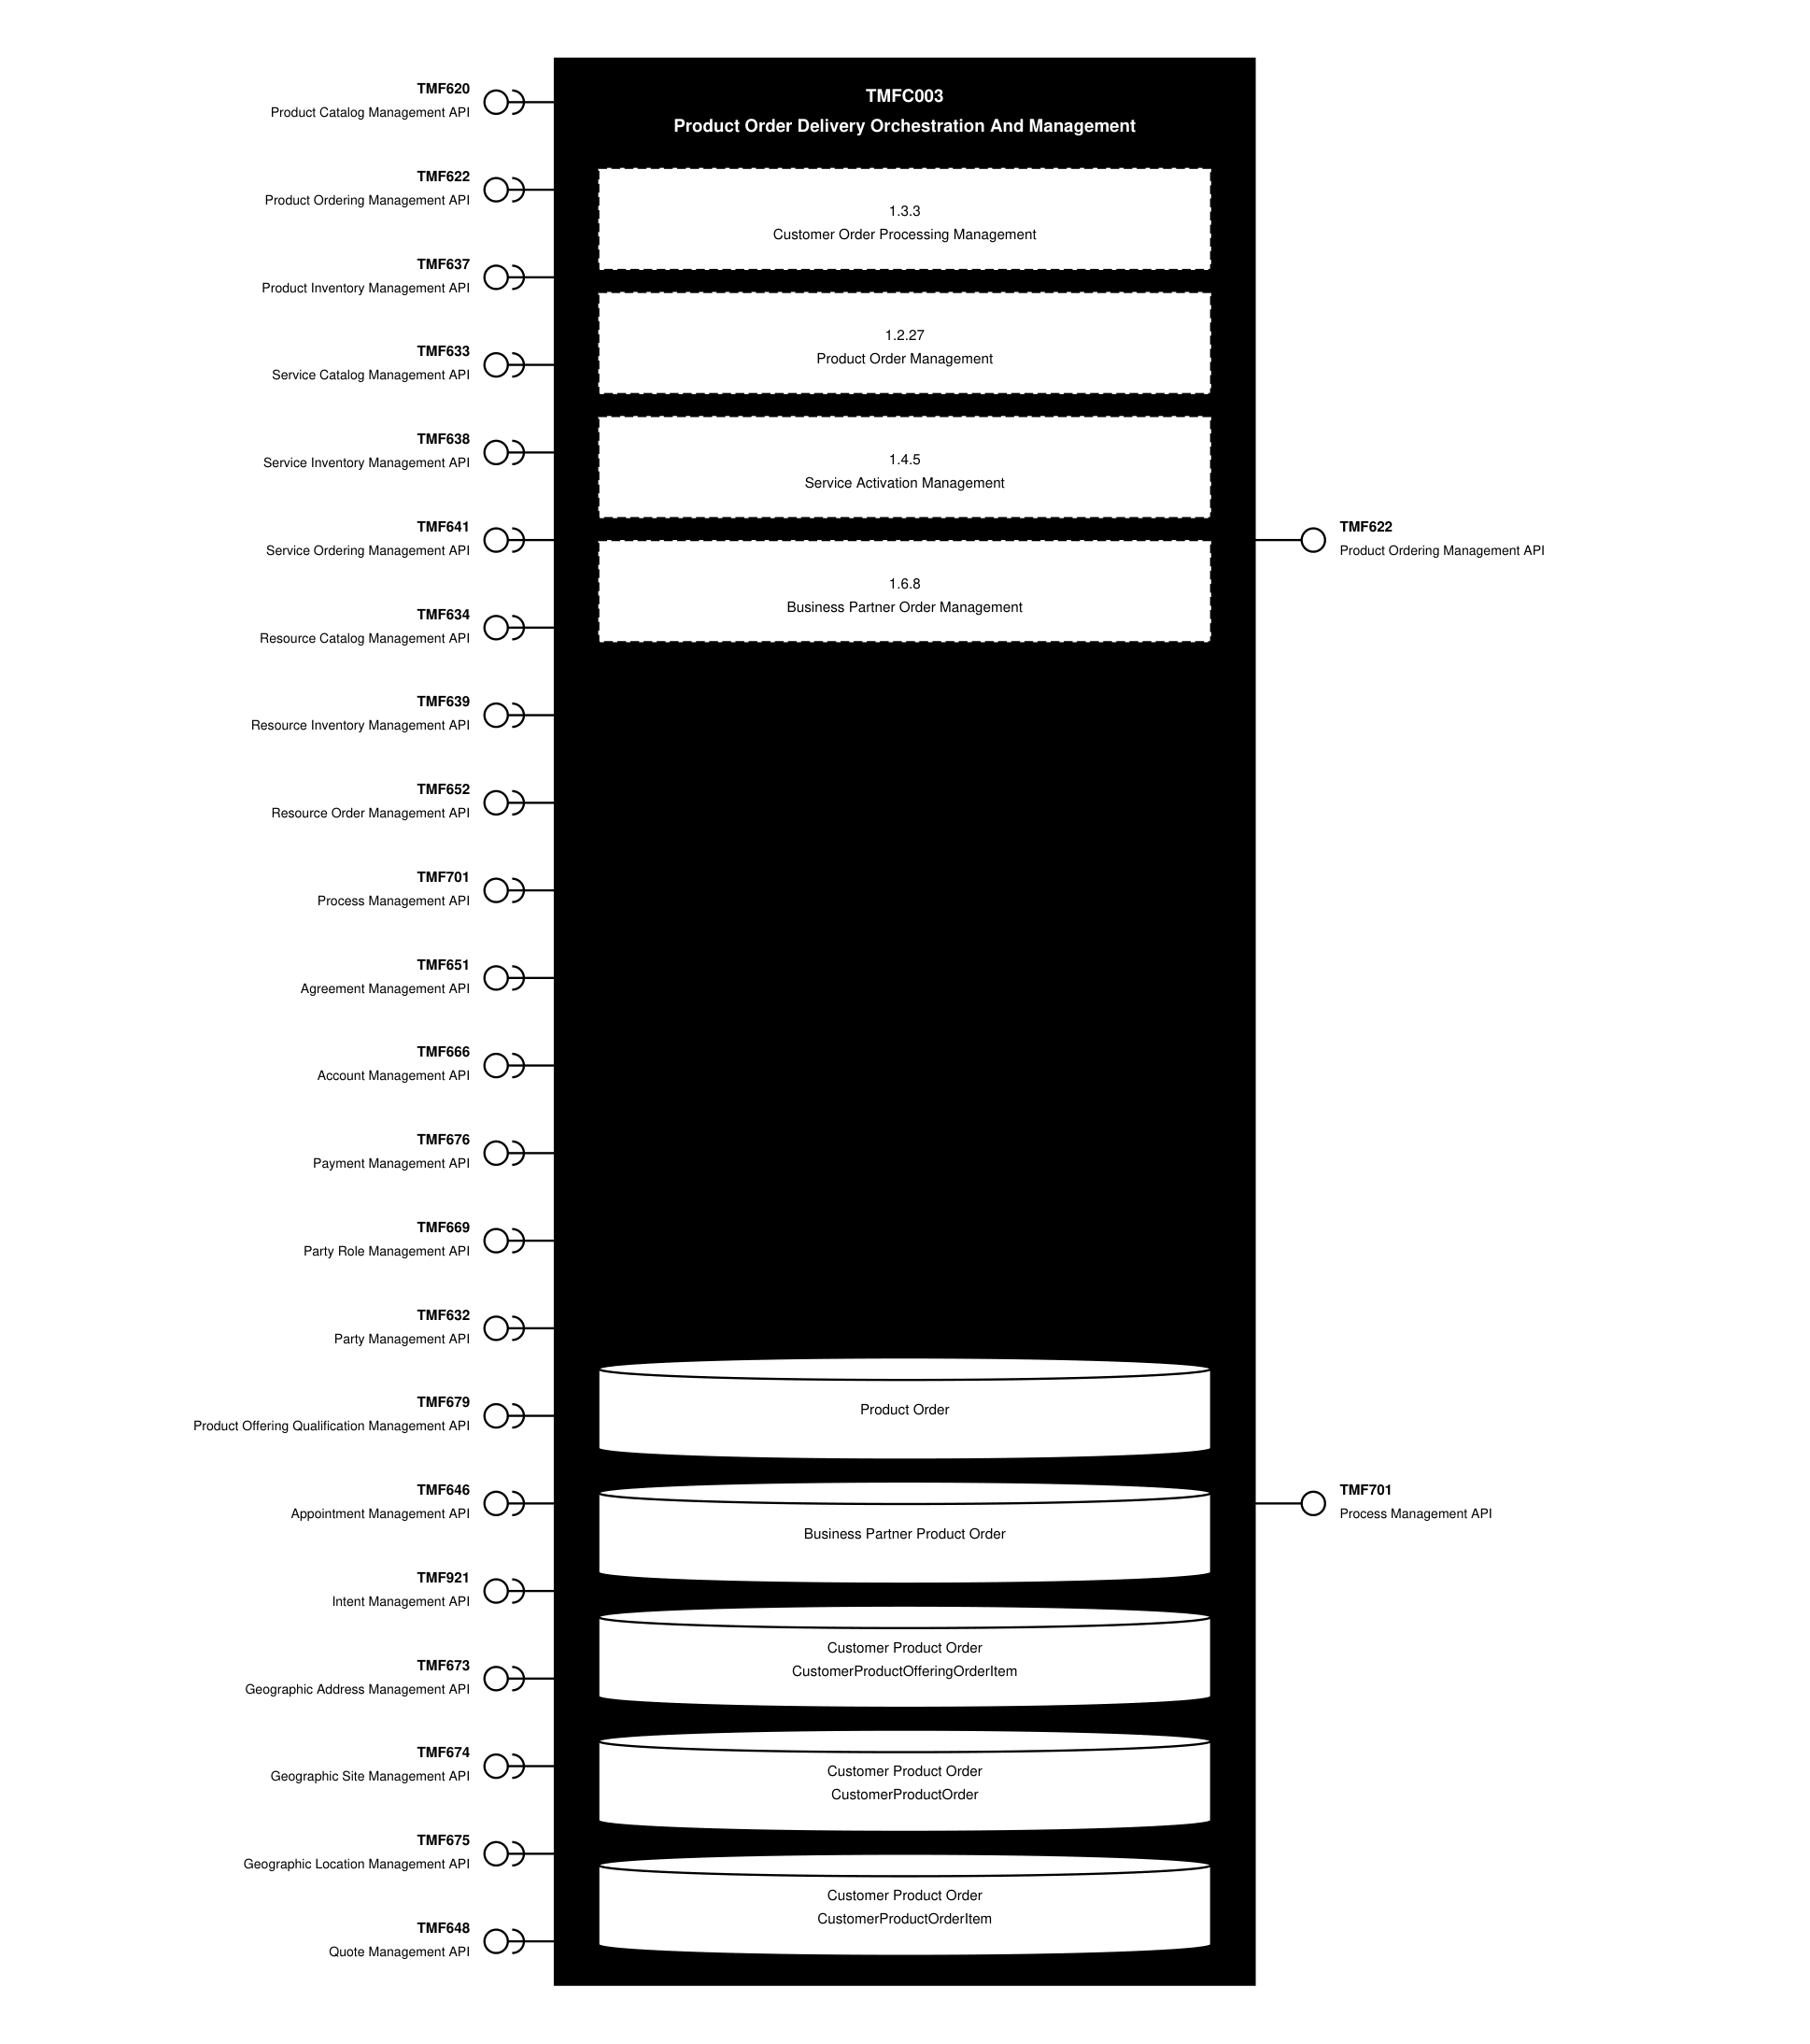 TMF620
Product Catalog Management API
TMF622
Product Ordering Management API
TMF637
Product Inventory Management API
TMF633
Service Catalog Management API
TMF638
Service Inventory Management API
TMF641
Service Ordering Management API
TMF634
Resource Catalog Management API
TMF639
Resource Inventory Management API
TMF652
Resource Order Management API
TMF701
Process Management API
TMF651
Agreement Management API
TMF666
Account Management API
TMF676
Payment Management API
TMF669
Party Role Management API
TMF632
Party Management API
TMF679
Product Offering Qualification Management API
TMF646
Appointment Management API
TMF921
Intent Management API
TMF673
Geographic Address Management API
TMF674
Geographic Site Management API
TMF675
Geographic Location Management API
TMF648
Quote Management API
TMFC003
Product Order Delivery Orchestration And Management
1.3.3
Customer Order Processing Management
1.2.27
Product Order Management
1.4.5
Service Activation Management
1.6.8
Business Partner Order Management
Product Order
Business Partner Product Order
Customer Product Order
CustomerProductOfferingOrderItem
Customer Product Order
CustomerProductOrder
Customer Product Order
CustomerProductOrderItem
TMF622
Product Ordering Management API
TMF701
Process Management API